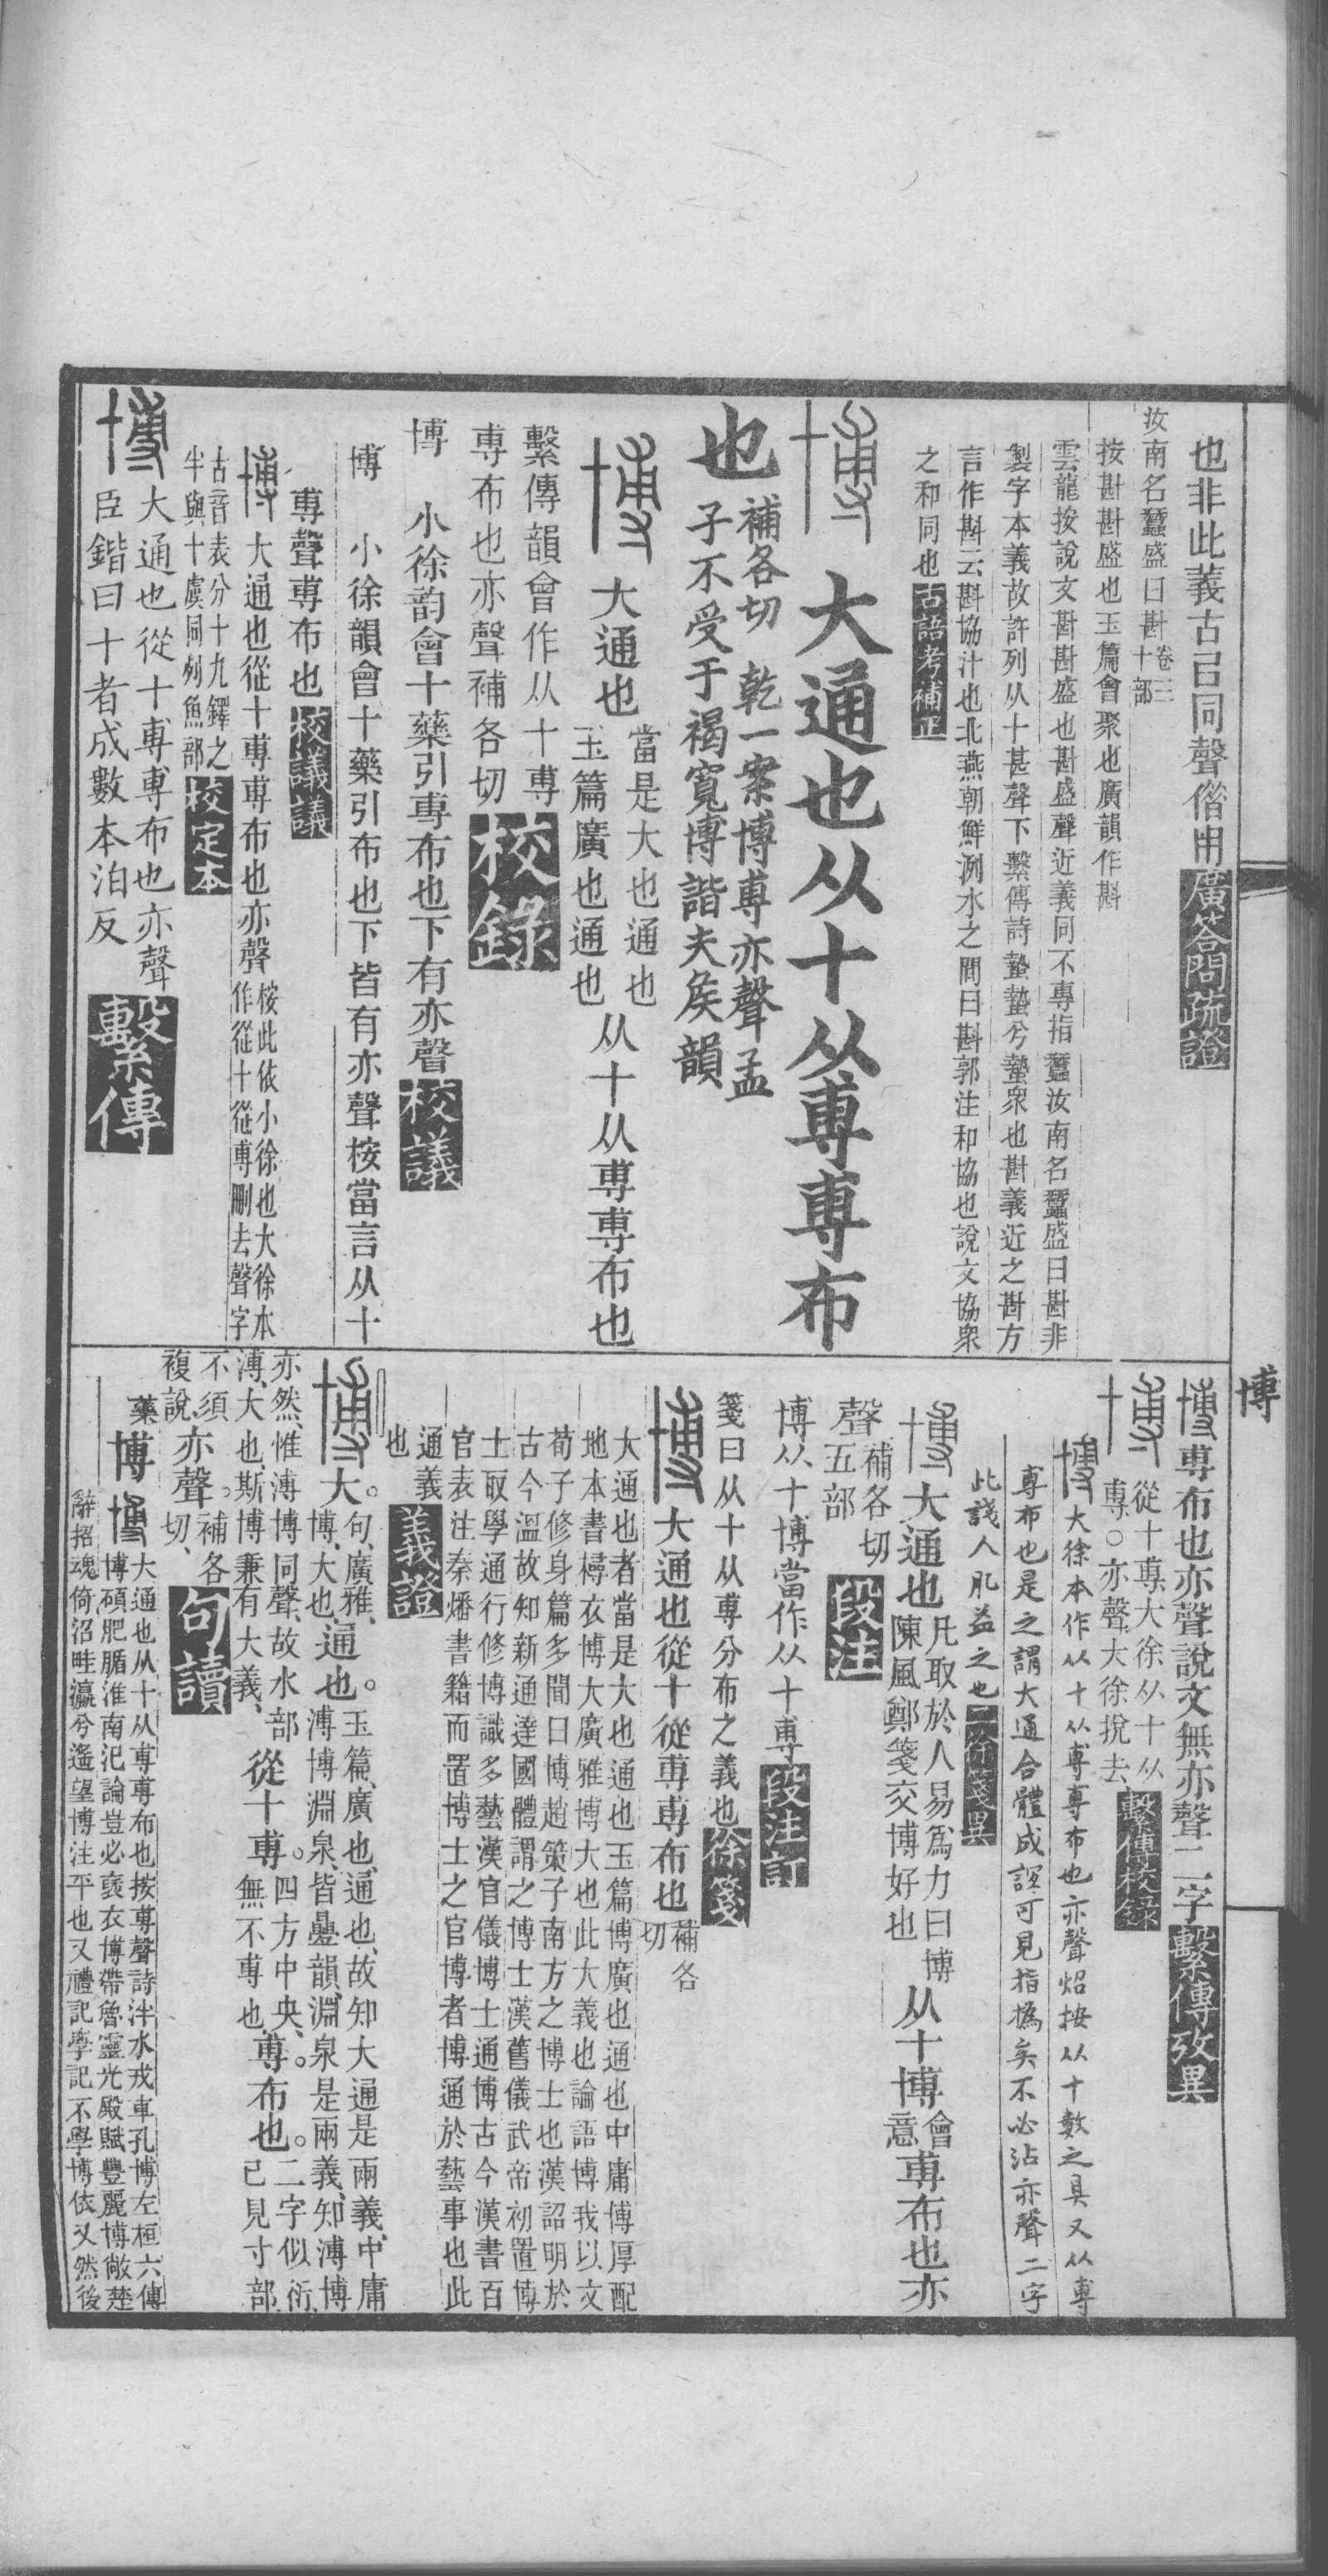 也非此義古㠯同聲偕用廣答問疏證
汝南名蠶盛曰斟卷三十部
按斟斟盛也玉篇會聚也廣韻作斟
雲龍按說文斟斟盛也斟盛聲近義同不專指蠶汝南名蠶盛曰斟非
製字本義故許列从十甚聲下繫傳詩蟄蟄兮蟄衆也斟義近之斟方
言作斟云斟協汁也北燕朝鮮洌水之間曰斟郭注和協也說文協衆
之和同也古語考補正
博 大通也从十从尃尃布
也 補各切 乾一案博尃亦聲孟
子不受于褐寬博諧夫矦韻
博 大通也當是大也通也
玉篇廣也通也从十从尃尃布也
繫傳韻會作从十尃
尃布也亦聲補各切校錄
博 小徐韵會十藥引尃布也下有亦聲校議
博 小徐韻會十藥引布也下皆有亦聲桉當言从十
尃聲尃布也校議議
博 大通也從十尃尃布也亦聲桉此依小徐也大徐本
作從十從尃刪去聲字
古音表分十九鐸之
半與十虞同列魚部校定本
博 大通也從十尃尃布也亦聲
臣鍇曰十者成數本泊反 繫傳
博
博尃布也亦聲說文無亦聲二字繫傳攷異
博 從十尃大徐从十从
尃○亦聲大徐挩去繫傳校錄
博大徐本作从十从尃尃布也亦聲炤按从十數之具又从尃
尃布也是之謂大通合體成誼可見指撝矣不必沾亦聲二字
此諓人肊益之也徐箋異
博大通也凡取於人易爲力曰博
陳風鄭箋交博好也从十博會意尃布也亦
聲補各切五部段注
博从十博當作从十尃段注訂
箋曰从十从尃分布之義也徐箋
博大通也從十從尃尃布也補各切
大通也者當是大也通也玉篇博廣也通也中庸博厚配
地本書樳衣博大廣雅博大也此大義也論語博我以文
荀子修身篇多聞曰博趙策子南方之博士也漢詔明於
古今溫故知新通達國體謂之博士漢舊儀武帝初置博
士取學通行修博識多藝漢官儀博士通博古今漢書百
官表注秦燔書籍而置博士之官博者博通於藝事也此
通義也義證
博大。句廣雅、博、大也、通也。玉篇、廣也、通也、故知大通是兩義、中庸溥博淵泉、皆疊韻、淵泉是兩義、知溥博
亦然、惟溥博同聲、故水部溥、大也、斯博兼有大義、從十尃。四方中央、無不尃也、尃布也。二字似衍、已見寸部、
不須複說、亦聲。補各切、句讀
藥 博 博大通也从十从尃尃布也按尃聲詩泮水戎車孔博左桓六傳
博碩肥腯淮南氾論豈必裒衣博帶魯靈光殿賦豐麗博敞楚
辭招魂倚沼畦瀛兮遙望博注平也又禮記學記不學博依又然後